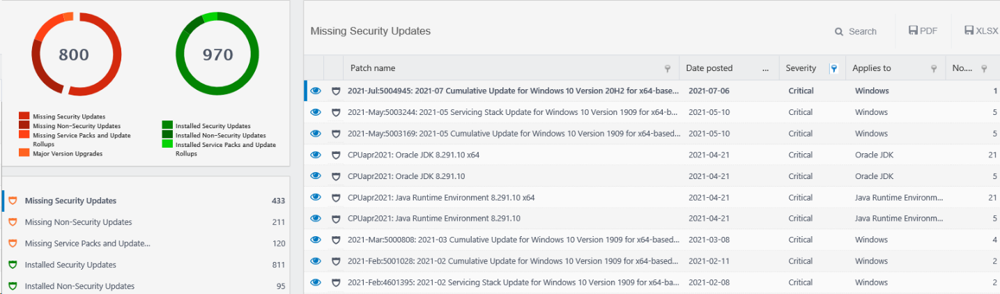 800
970
Missing Security Updates
Missing Non-Security Updates
Missing Service Packs and Update
Rollups
Major Version Upgrades
Installed Security Updates
Installed Non-Security Updates
Installed Service Packs and Update
Rollups
Missing Security Updates 433
Missing Non-Security Updates 211
Missing Service Packs and Update... 120
Installed Security Updates 811
Installed Non-Security Updates 95
Missing Security Updates Search PDF XLSX
Patch name Date posted ... Severity Applies to No....
2021-Jul:5004945: 2021-07 Cumulative Update for Windows 10 Version 20H2 for x64-base... 2021-07-06 Critical Windows 1
2021-May:5003244: 2021-05 Servicing Stack Update for Windows 10 Version 1909 for x64-b... 2021-05-10 Critical Windows 5
2021-May:5003169: 2021-05 Cumulative Update for Windows 10 Version 1909 for x64-based... 2021-05-10 Critical Windows 5
CPUapr2021: Oracle JDK 8.291.10 x64 2021-04-21 Critical Oracle JDK 21
CPUapr2021: Oracle JDK 8.291.10 2021-04-21 Critical Oracle JDK 5
CPUapr2021: Java Runtime Environment 8.291.10 x64 2021-04-21 Critical Java Runtime Environm... 21
CPUapr2021: Java Runtime Environment 8.291.10 2021-04-21 Critical Java Runtime Environm... 5
2021-Mar:5000808: 2021-03 Cumulative Update for Windows 10 Version 1909 for x64-based... 2021-03-08 Critical Windows 4
2021-Feb:5001028: 2021-02 Cumulative Update for Windows 10 Version 1909 for x64-based... 2021-02-11 Critical Windows 2
2021-Feb:4601395: 2021-02 Servicing Stack Update for Windows 10 Version 1909 for x64-ba... 2021-02-08 Critical Windows 2